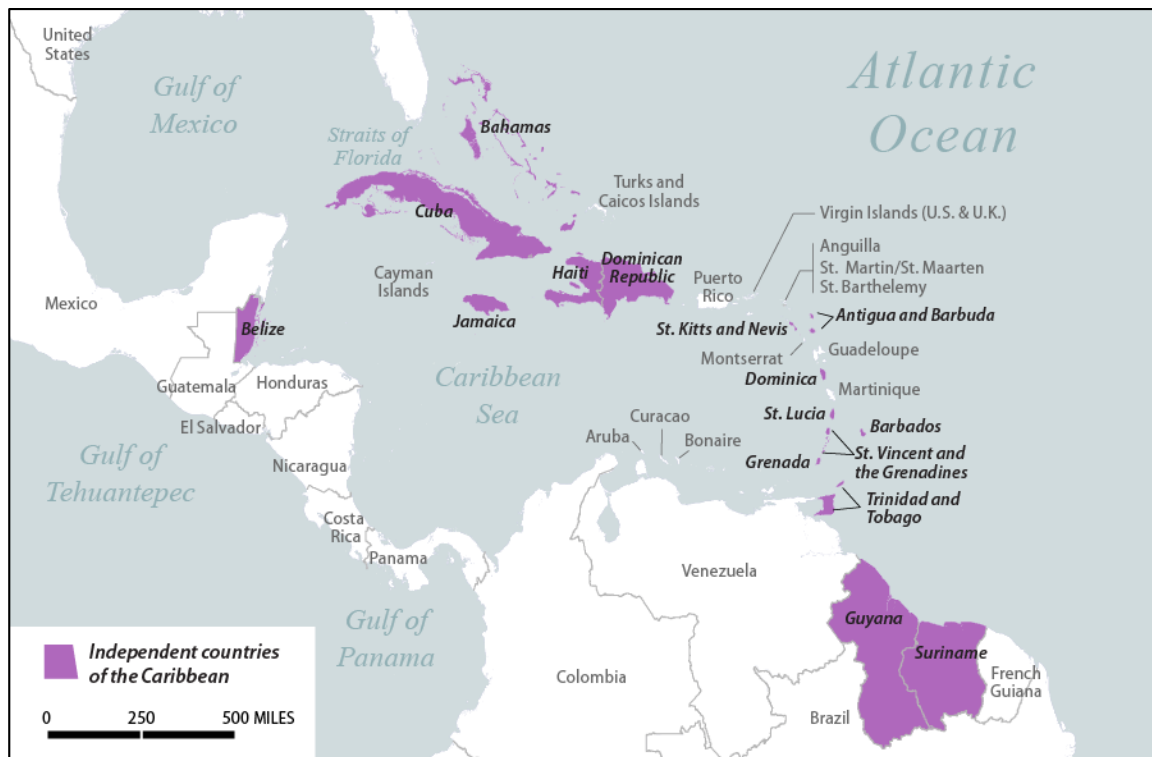 United
States
Gulf of
Mexico
Atlantic
Ocean
Bahamas
Straits of
Florida
Turks and
Caicos Islands
Cuba
Virgin Islands (U.S. & U.K.)
Anguilla
St. Martin/St. Maarten
St. Barthelemy
Cayman
Islands
Haiti
Dominican
Republic
Puerto
Rico
Mexico
Jamaica
St. Kitts and Nevis
Antigua and Barbuda
Belize
Montserrat
Guadeloupe
Guatemala
Honduras
Caribbean
Sea
Dominica
Martinique
El Salvador
St. Lucia
Barbados
Curacao
Aruba
Bonaire
Gulf of
Tehuantepec
Nicaragua
Grenada
St. Vincent and
the Grenadines
Trinidad and
Tobago
Costa
Rica
Panama
Venezuela
Gulf of
Panama
Guyana
Suriname
French
Guiana
Colombia
Brazil
Independent countries
of the Caribbean
0 250 500 MILES